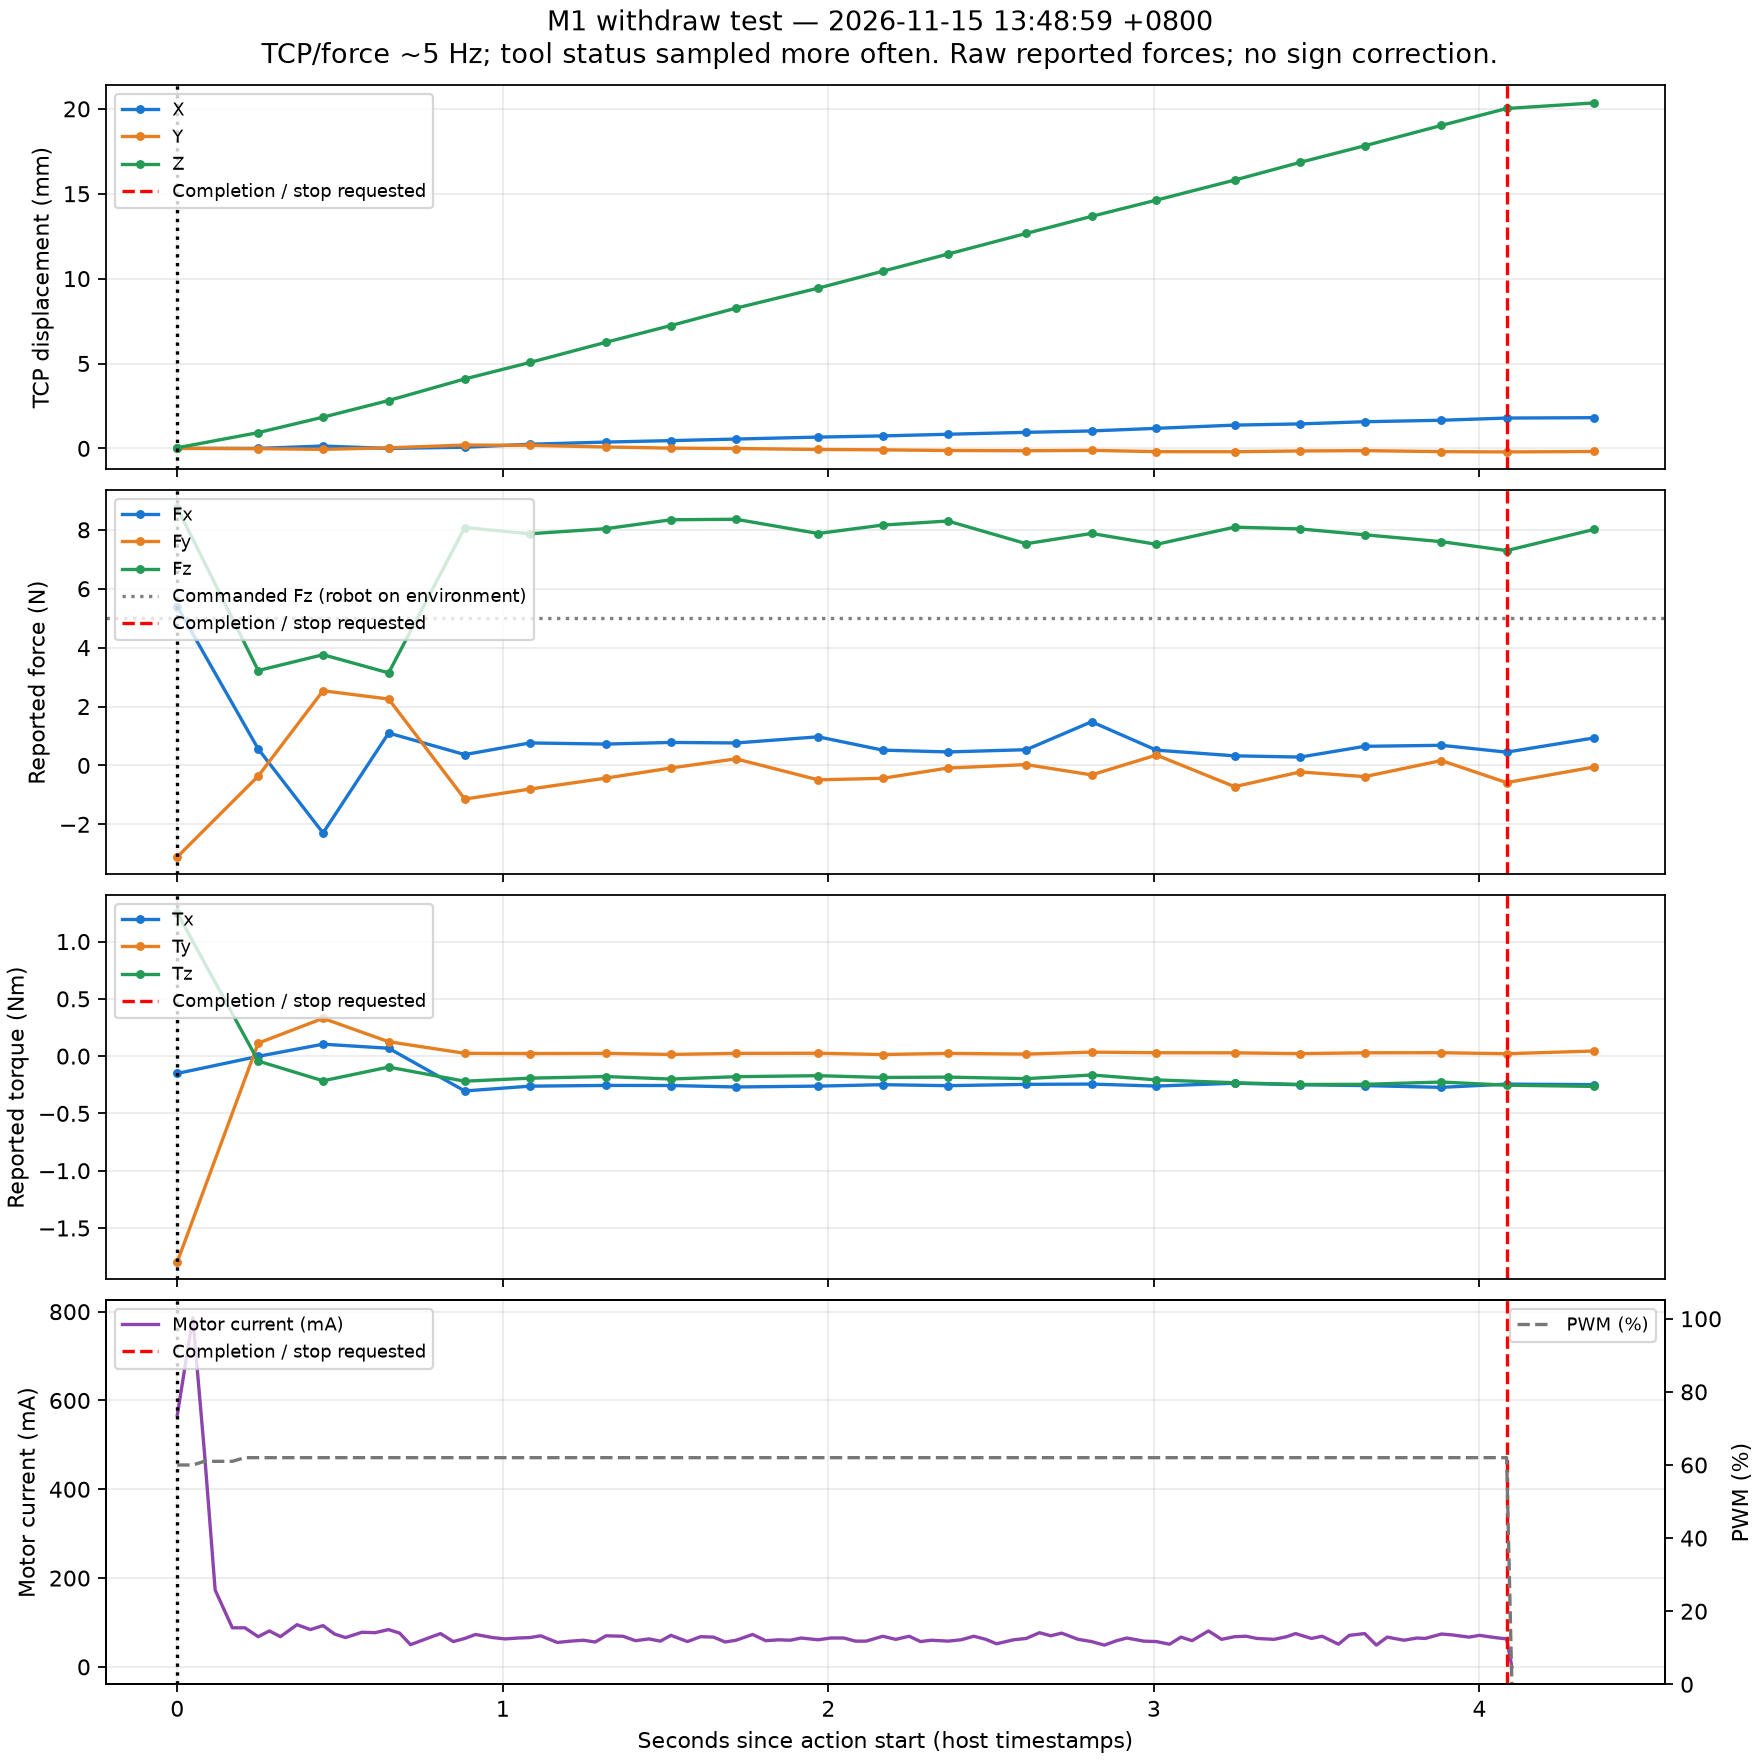 M1 withdraw test — 2026-11-15 13:48:59 +0800
TCP/force ~5 Hz; tool status sampled more often. Raw reported forces; no sign correction.
TCP displacement (mm)
20
15
10
5
0
X
Y
Z
Completion / stop requested
Reported force (N)
8
6
4
2
0
−2
Fx
Fy
Fz
Commanded Fz (robot on environment)
Completion / stop requested
Reported torque (Nm)
1.0
0.5
0.0
−0.5
−1.0
−1.5
Tx
Ty
Tz
Completion / stop requested
Motor current (mA)
800
600
400
200
0
Motor current (mA)
Completion / stop requested
PWM (%)
100
80
60
40
20
0
PWM (%)
0 1 2 3 4
Seconds since action start (host timestamps)